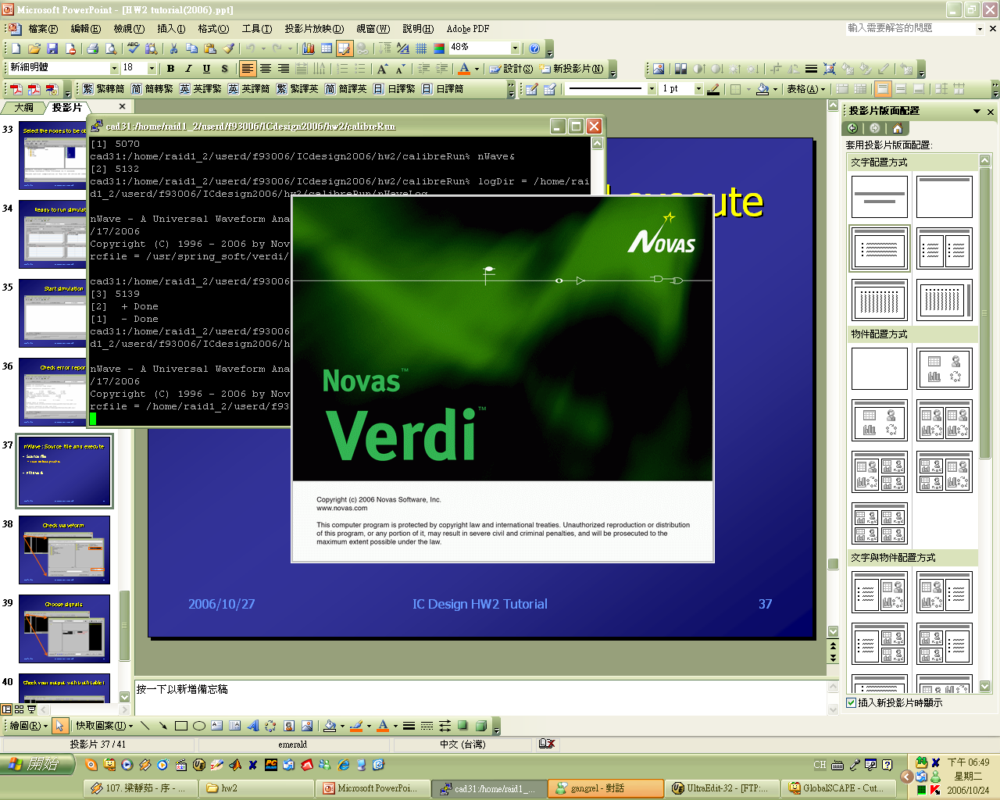 Microsoft PowerPoint - [HW2 tutorial(2006).ppt]
檔案(F) 編輯(E) 檢視(V) 插入(I) 格式(O) 工具(T) 投影片放映(D) 視窗(W) 說明(H) Adobe PDF
輸入需要解答的問題
48%
新細明體 18 B I U S A A A 設計(S) 新投影片(N)
繁 繁轉簡 簡 簡轉繁 英 英譯繁 英 英譯簡 繁 繁譯英 簡 簡譯英 日 日譯繁 日 日譯簡
1 pt 表格(A)
大綱 投影片
33 Select the nodes to be ob
34 Ready to run simulat
35 Start simulation
36 Check error repor
37 nWave : Source file and execute
Source file
nWave &
38 Check waveform
39 Choose signals
40 Check your output with truth table!
cad31:/home/raid1_2/userd/f93006/ICdesign2006/hw2/calibreRun
[1] 5070
cad31:/home/raid1_2/userd/f93006/ICdesign2006/hw2/calibreRun% nWave&
[2] 5132
cad31:/home/raid1_2/userd/f93006/ICdesign2006/hw2/calibreRun% logDir = /home/rai
d1_2/userd/f93006/ICdesign2006/hw2/calibreRun/nWaveLog
nWave - A Universal Waveform Ana
/17/2006
Copyright (C) 1996 - 2006 by Nov
rcfile = /usr/spring_soft/verdi/
cad31:/home/raid1_2/userd/f93006
[3] 5139
[2] + Done
[1] - Done
cad31:/home/raid1_2/userd/f93006
d1_2/userd/f93006/ICdesign2006/h
nWave - A Universal Waveform Ana
/17/2006
Copyright (C) 1996 - 2006 by Nov
rcfile = /home/raid1_2/userd/f93
execute
NOVAS
Novas™
Verdi™
Copyright (c) 2006 Novas Software, Inc.
www.novas.com
This computer program is protected by copyright law and international treaties. Unauthorized reproduction or distribution
of this program, or any portion of it, may result in severe civil and criminal penalties, and will be prosecuted to the
maximum extent possible under the law.
2006/10/27 IC Design HW2 Tutorial 37
按一下以新增備忘稿
投影片版面配置
套用投影片版面配置:
文字配置方式
物件配置方式
文字與物件配置方式
插入新投影片時顯示
繪圖(R) 快取圖案(U)
投影片 37 / 41 emerald 中文 (台灣)
開始
CH
下午 06:49
星期二
2006/10/24
107. 梁靜茹 - 序 - ...
hw2
Microsoft PowerPoi...
cad31:/home/raid1_...
gangrel - 對話
UltraEdit-32 - [FTP:...
GlobalSCAPE - Cut...